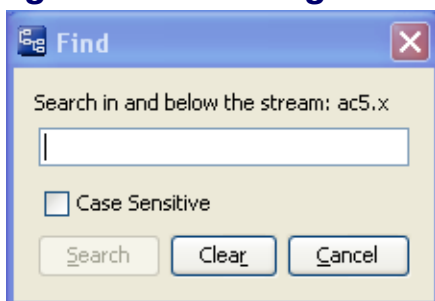 Find
Search in and below the stream: ac5.x
Case Sensitive
Search Clear Cancel